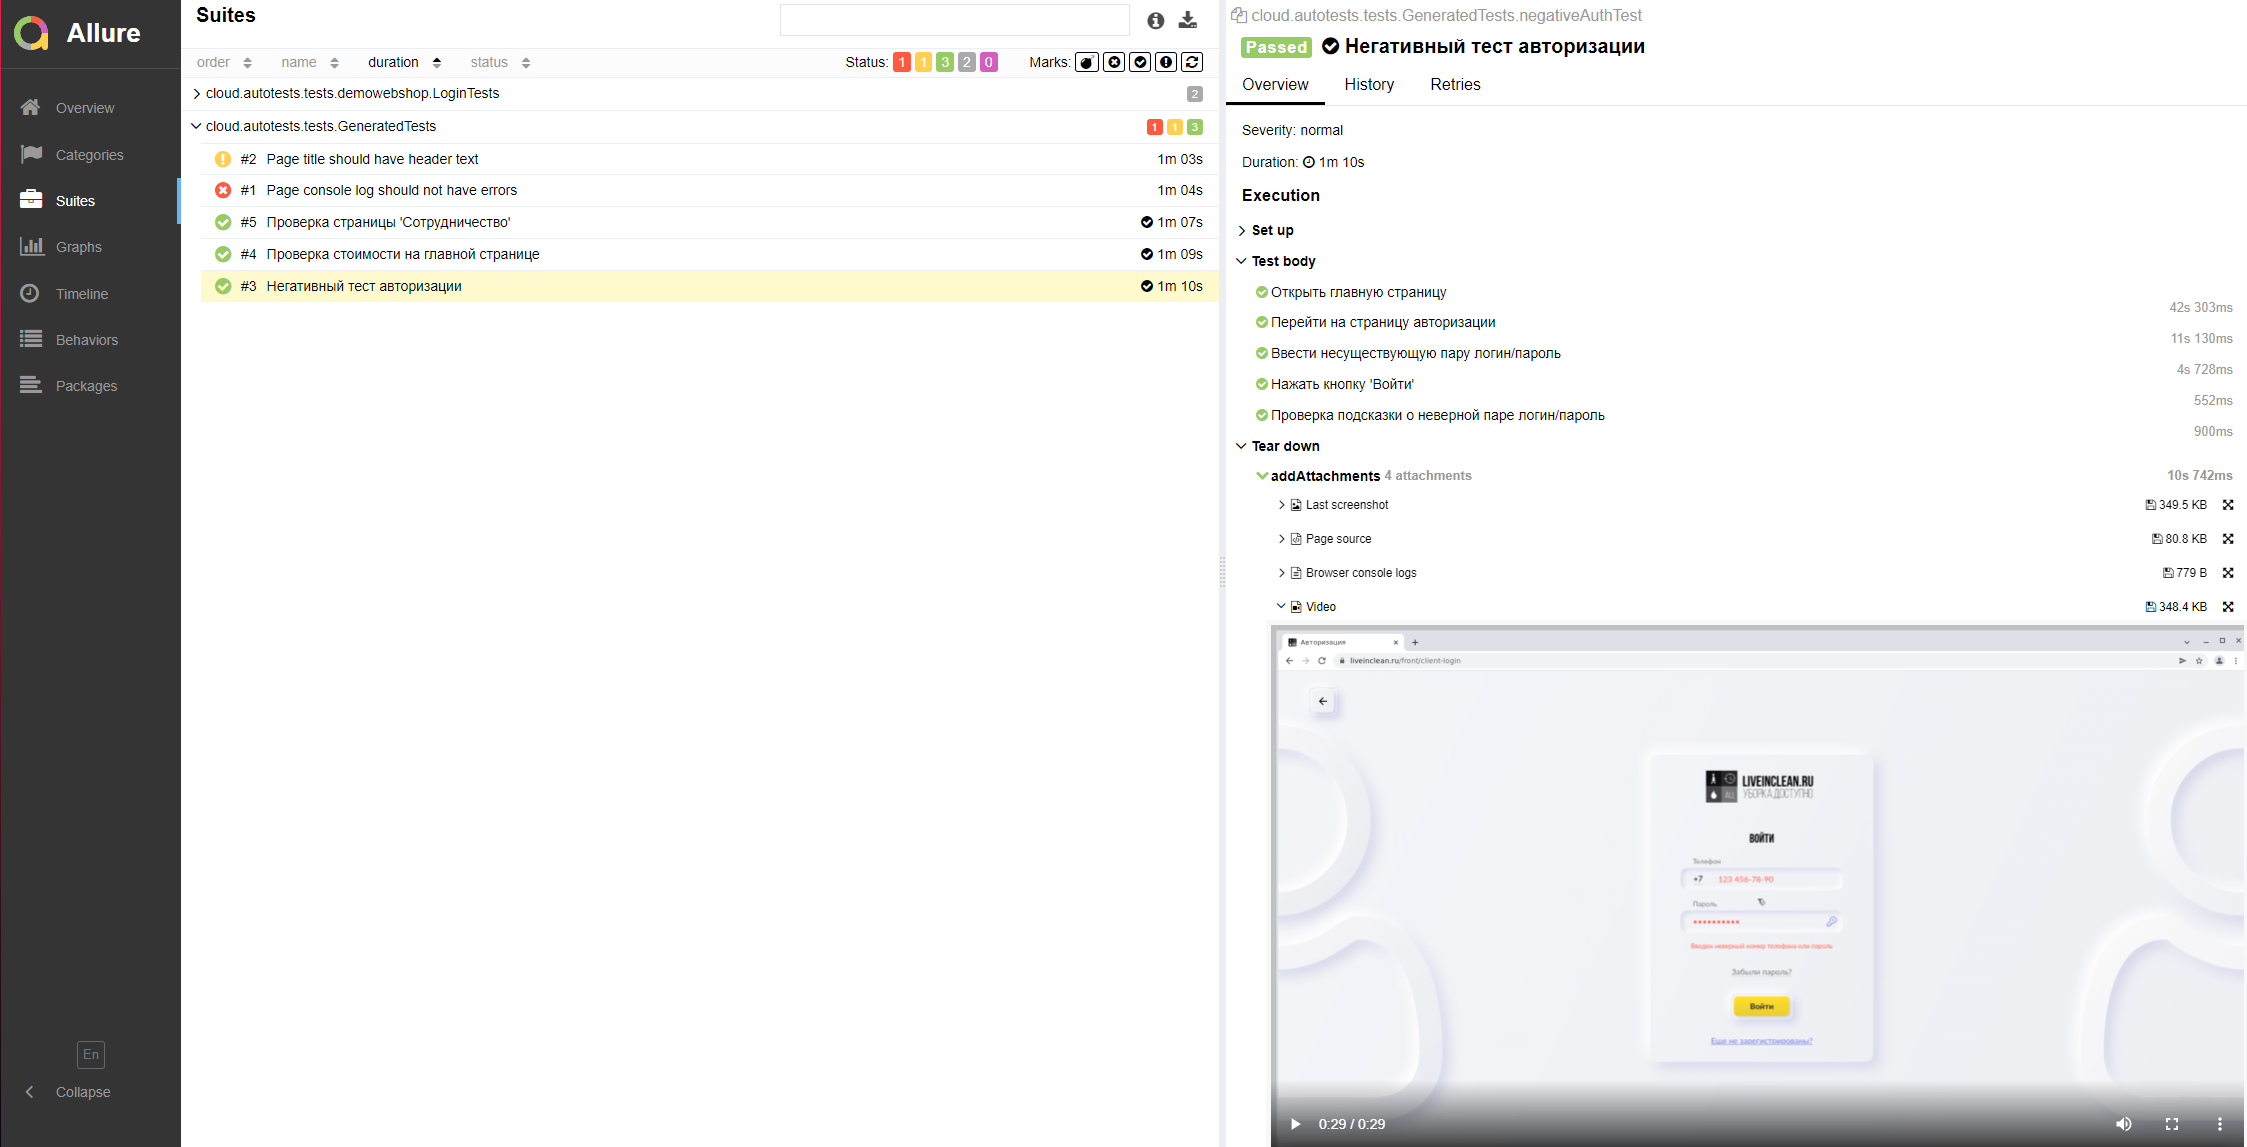 Allure
Overview
Categories
Suites
Graphs
Timeline
Behaviors
Packages
En
Collapse
Suites
order name duration status
Status: 1 1 3 2 0 Marks:
cloud.autotests.tests.demowebshop.LoginTests 2
cloud.autotests.tests.GeneratedTests 1 1 3
#2 Page title should have header text 1m 03s
#1 Page console log should not have errors 1m 04s
#5 Проверка страницы 'Сотрудничество' 1m 07s
#4 Проверка стоимости на главной странице 1m 09s
#3 Негативный тест авторизации 1m 10s
cloud.autotests.tests.GeneratedTests.negativeAuthTest
Passed Негативный тест авторизации
Overview History Retries
Severity: normal
Duration: 1m 10s
Execution
Set up
Test body
Открыть главную страницу
42s 303ms
Перейти на страницу авторизации
11s 130ms
Ввести несуществующую пару логин/пароль
4s 728ms
Нажать кнопку 'Войти'
552ms
Проверка подсказки о неверной паре логин/пароль
900ms
Tear down
addAttachments 4 attachments 10s 742ms
Last screenshot 349.5 KB
Page source 80.8 KB
Browser console logs 779 B
Video 348.4 KB
Авторизация
liveinclean.ru/front/client-login
LIVEINCLEAN.RU
УБОРКА ДОСТУПНО
ALL
ВОЙТИ
Телефон
+7 123-456-78-90
Пароль
Введен неверный номер телефона или пароль
Забыли пароль?
Войти
Еще не зарегистрированы?
0:29 / 0:29